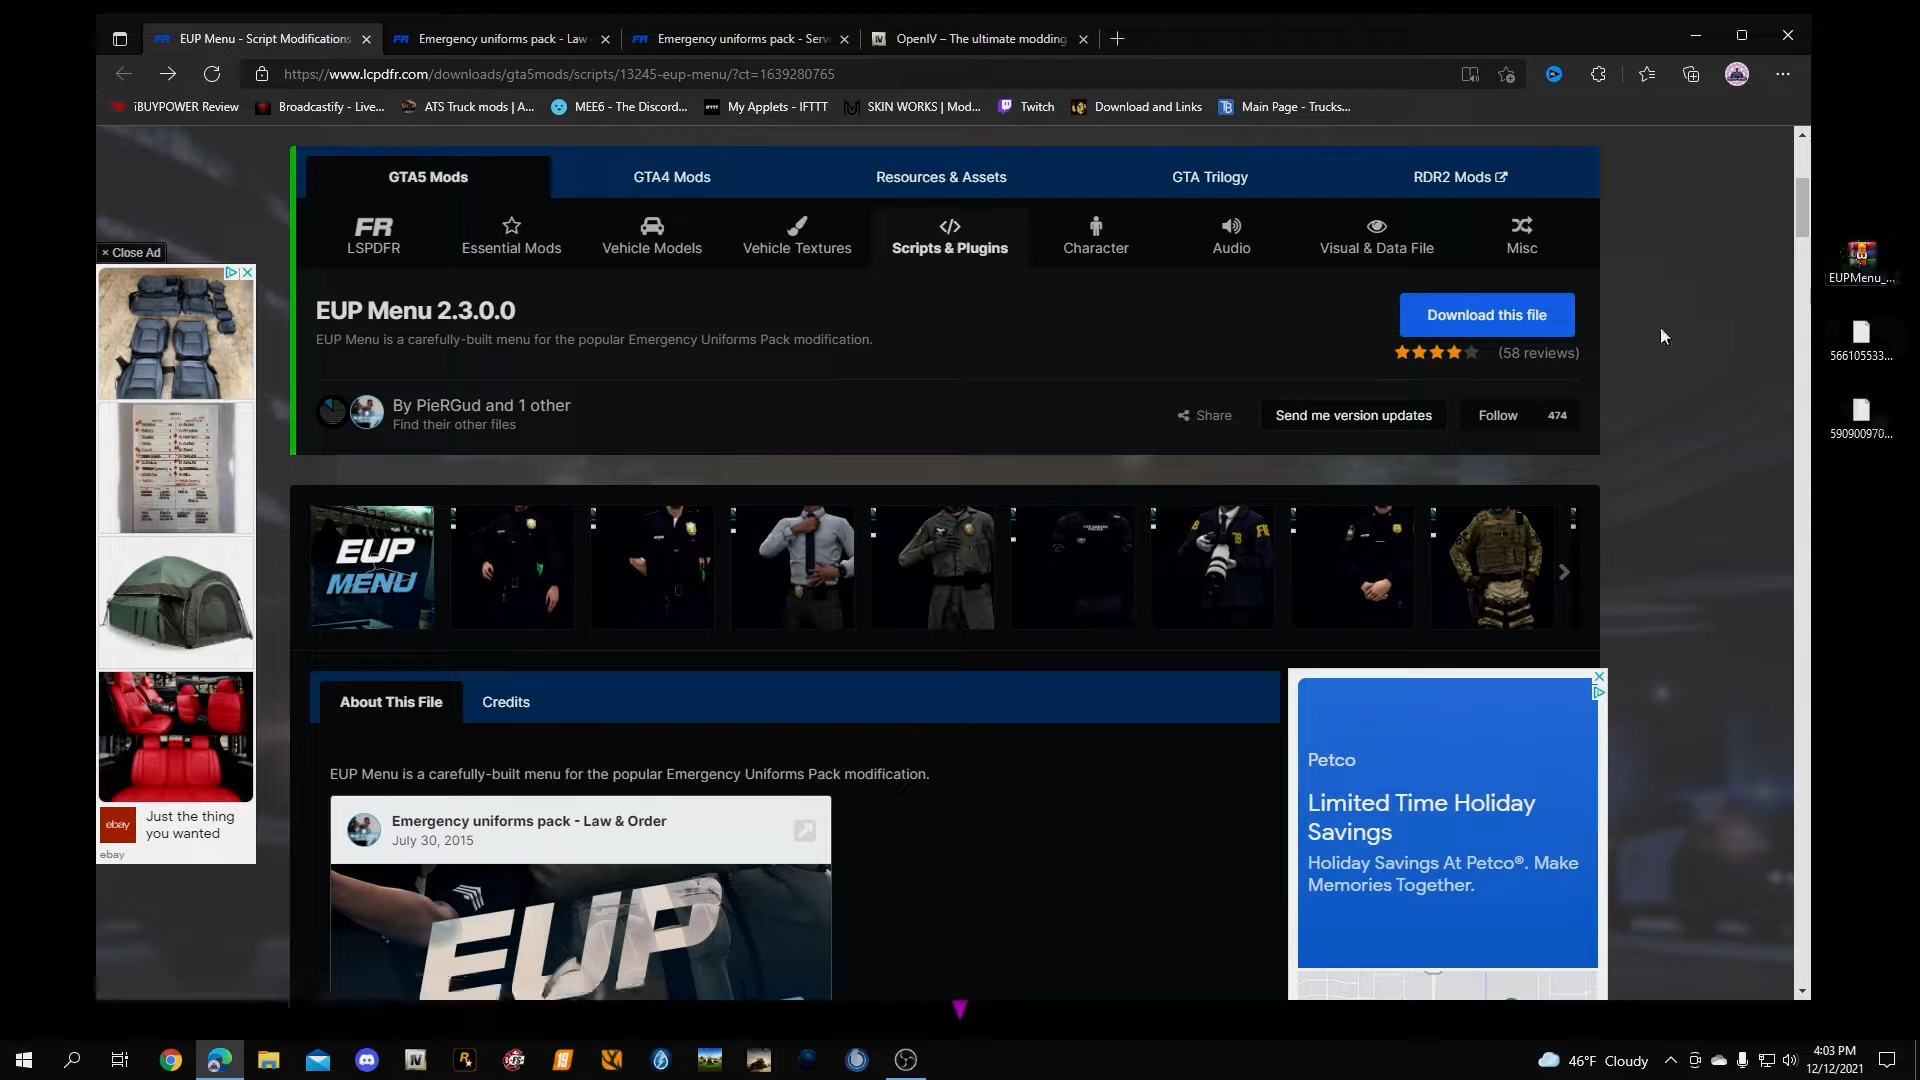 EUP Menu - Script Modifications
Emergency uniforms pack - Law
Emergency uniforms pack - Serv
OpenIV – The ultimate modding
https://www.lcpdfr.com/downloads/gta5mods/scripts/13245-eup-menu/?ct=1639280765
iBUYPOWER Review
Broadcastify - Live...
ATS Truck mods | A...
MEE6 - The Discord...
My Applets - IFTTT
SKIN WORKS | Mod...
Twitch
Download and Links
Main Page - Trucks...
GTA5 Mods
GTA4 Mods
Resources & Assets
GTA Trilogy
RDR2 Mods
FR
LSPDFR
Essential Mods
Vehicle Models
Vehicle Textures
Scripts & Plugins
Character
Audio
Visual & Data File
Misc
× Close Ad
EUP Menu 2.3.0.0
EUP Menu is a carefully-built menu for the popular Emergency Uniforms Pack modification.
Download this file
(58 reviews)
By PieRGud and 1 other
Find their other files
Share
Send me version updates
Follow 474
EUP
MENU
About This File
Credits
EUP Menu is a carefully-built menu for the popular Emergency Uniforms Pack modification.
Emergency uniforms pack - Law & Order
July 30, 2015
EUP
ebay
Just the thing
you wanted
ebay
Petco
Limited Time Holiday
Savings
Holiday Savings At Petco®. Make
Memories Together.
EUPMenu_...
566105533...
590900970...
46°F Cloudy
4:03 PM
12/12/2021